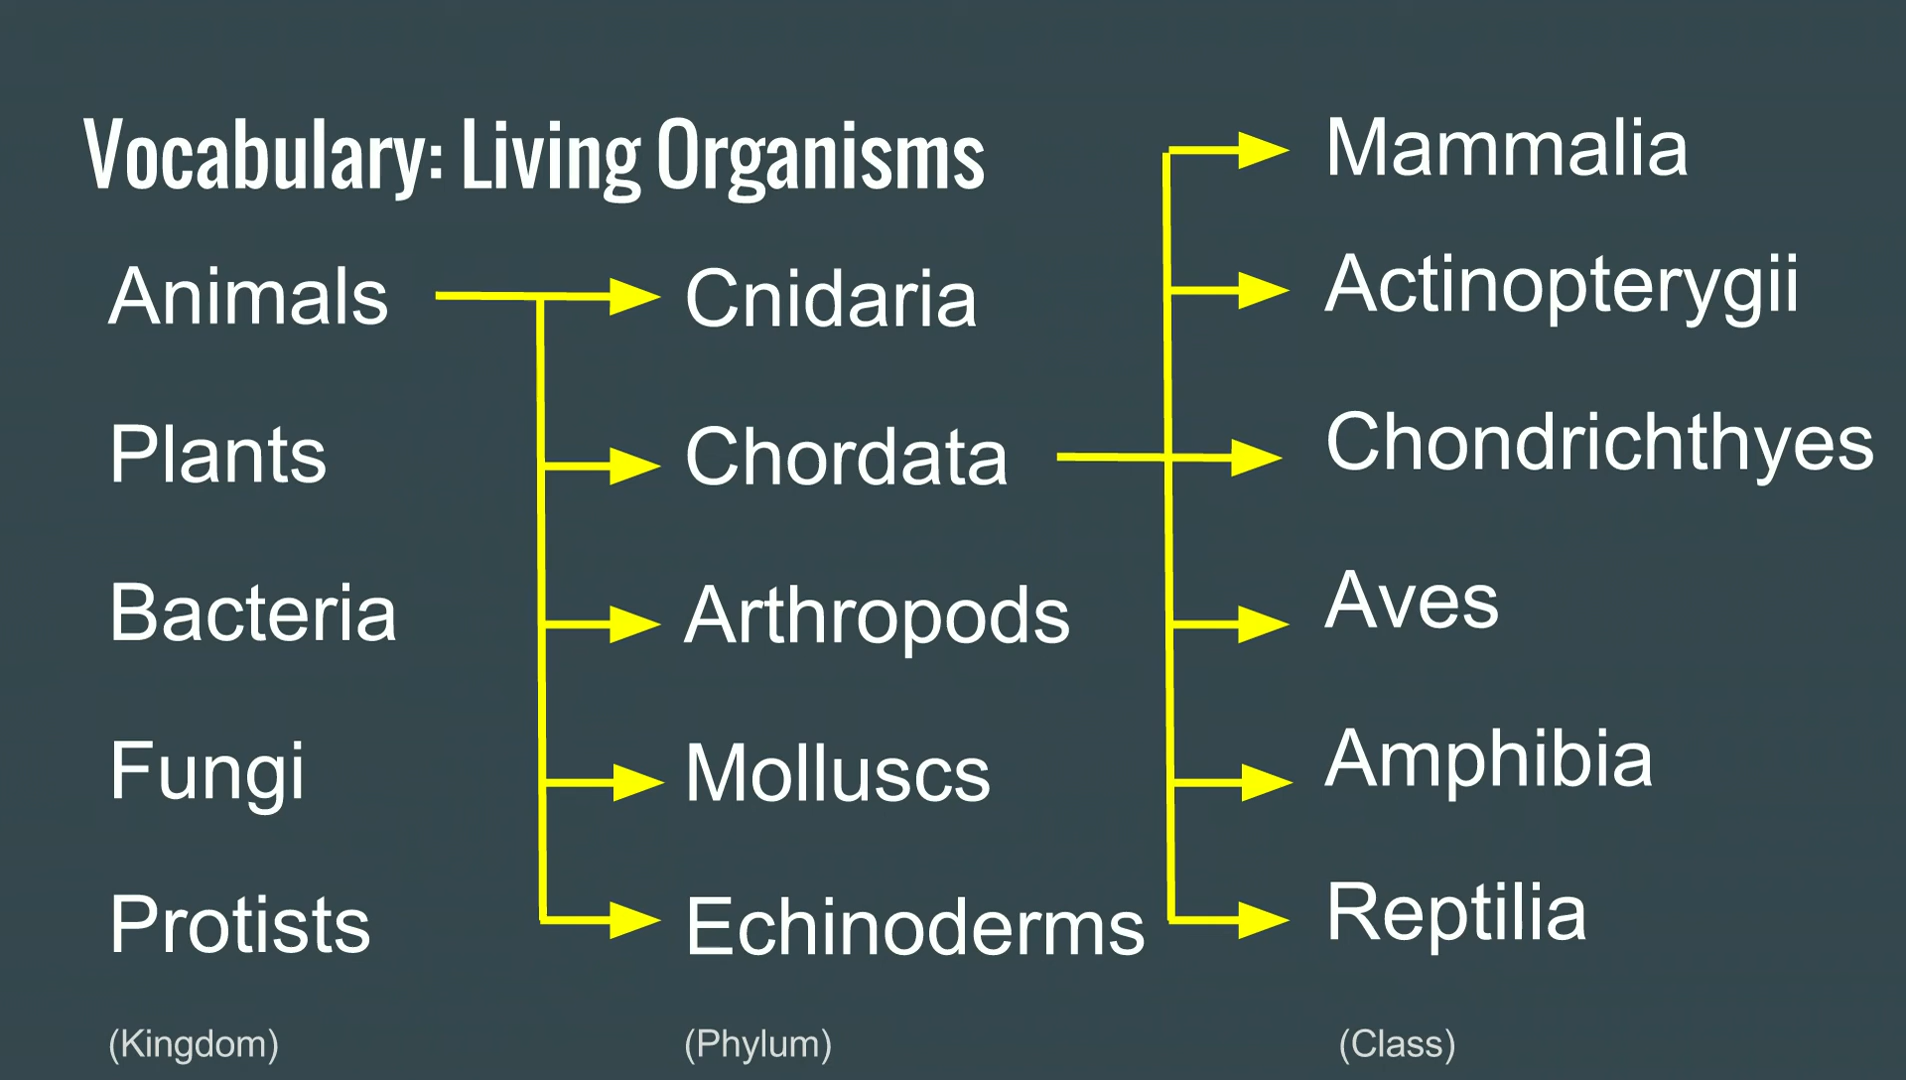 Vocabulary: Living Organisms
Animals
Plants
Bacteria
Fungi
Protists
(Kingdom)
Cnidaria
Chordata
Arthropods
Molluscs
Echinoderms
(Phylum)
Mammalia
Actinopterygii
Chondrichthyes
Aves
Amphibia
Reptilia
(Class)